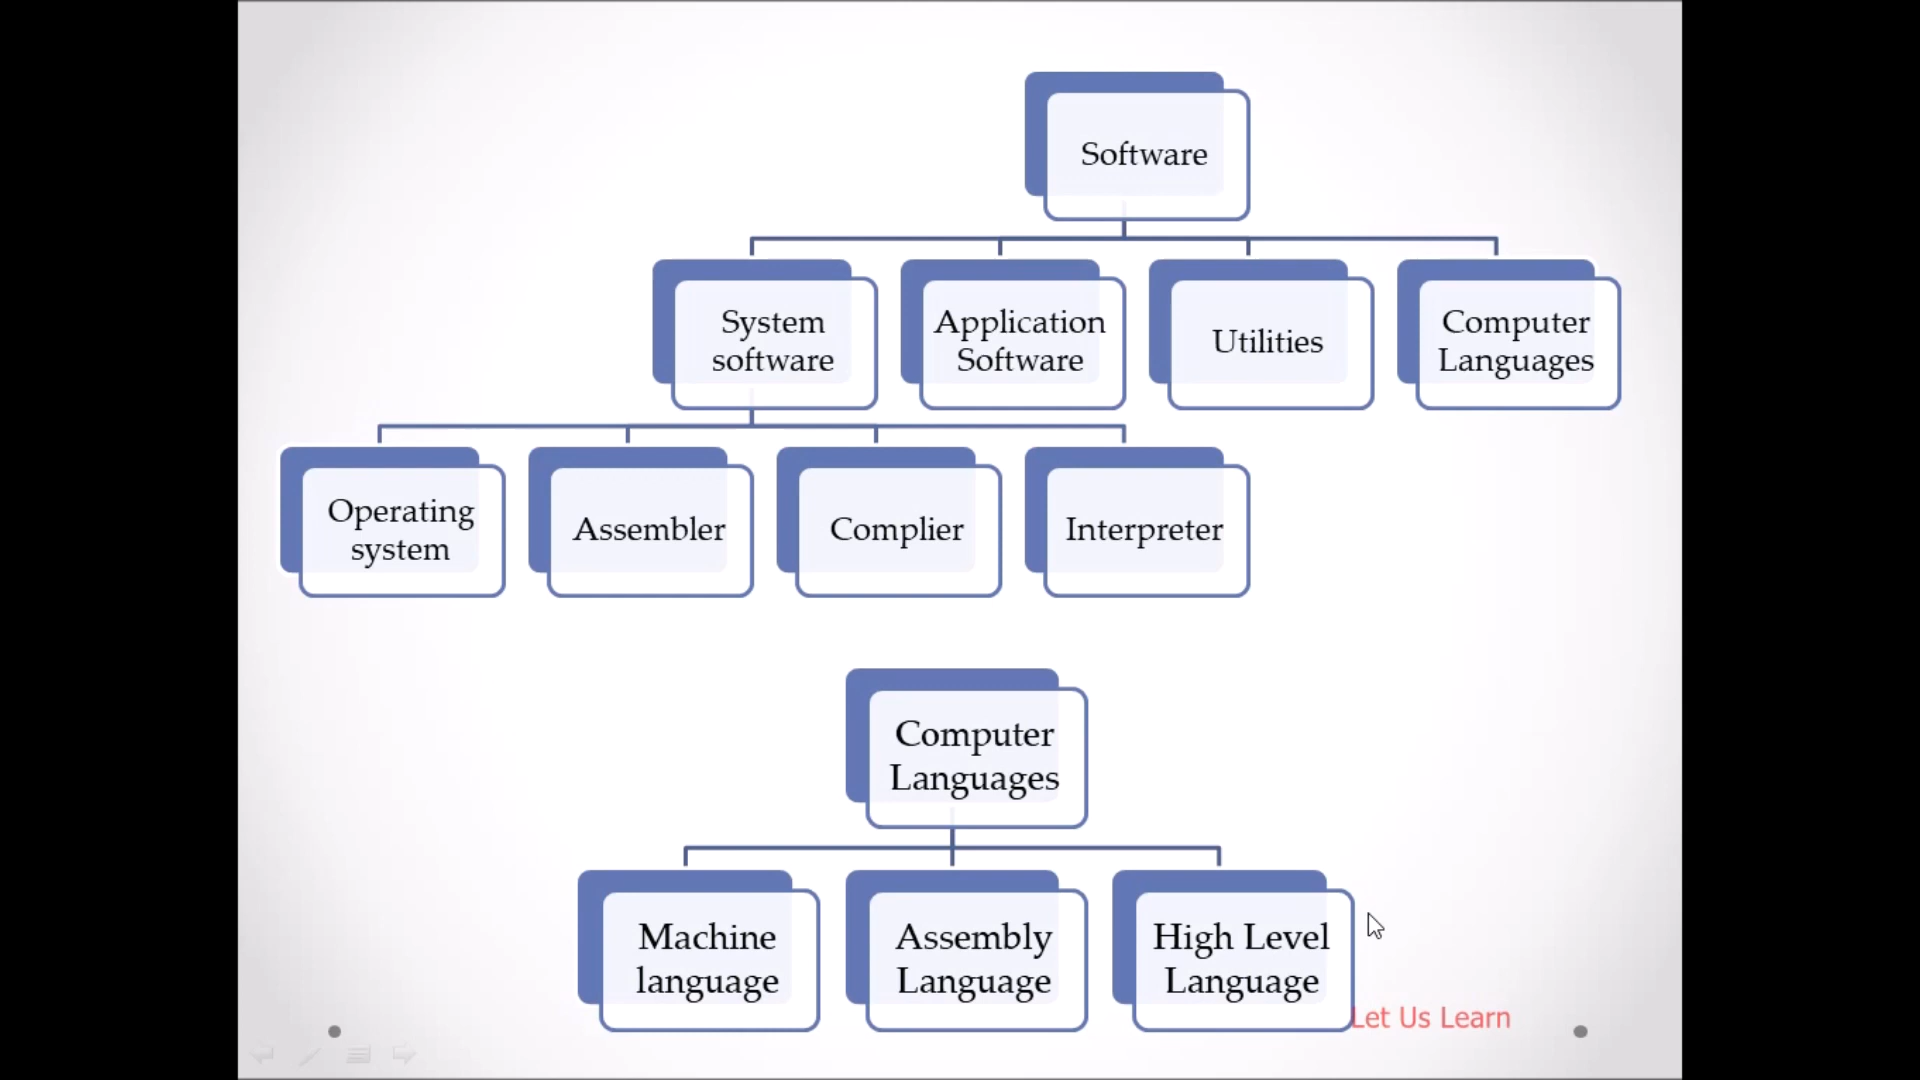 Software
System
software
Application
Software
Utilities
Computer
Languages
Operating
system
Assembler
Complier
Interpreter
Computer
Languages
Machine
language
Assembly
Language
High Level
Language
Let Us Learn